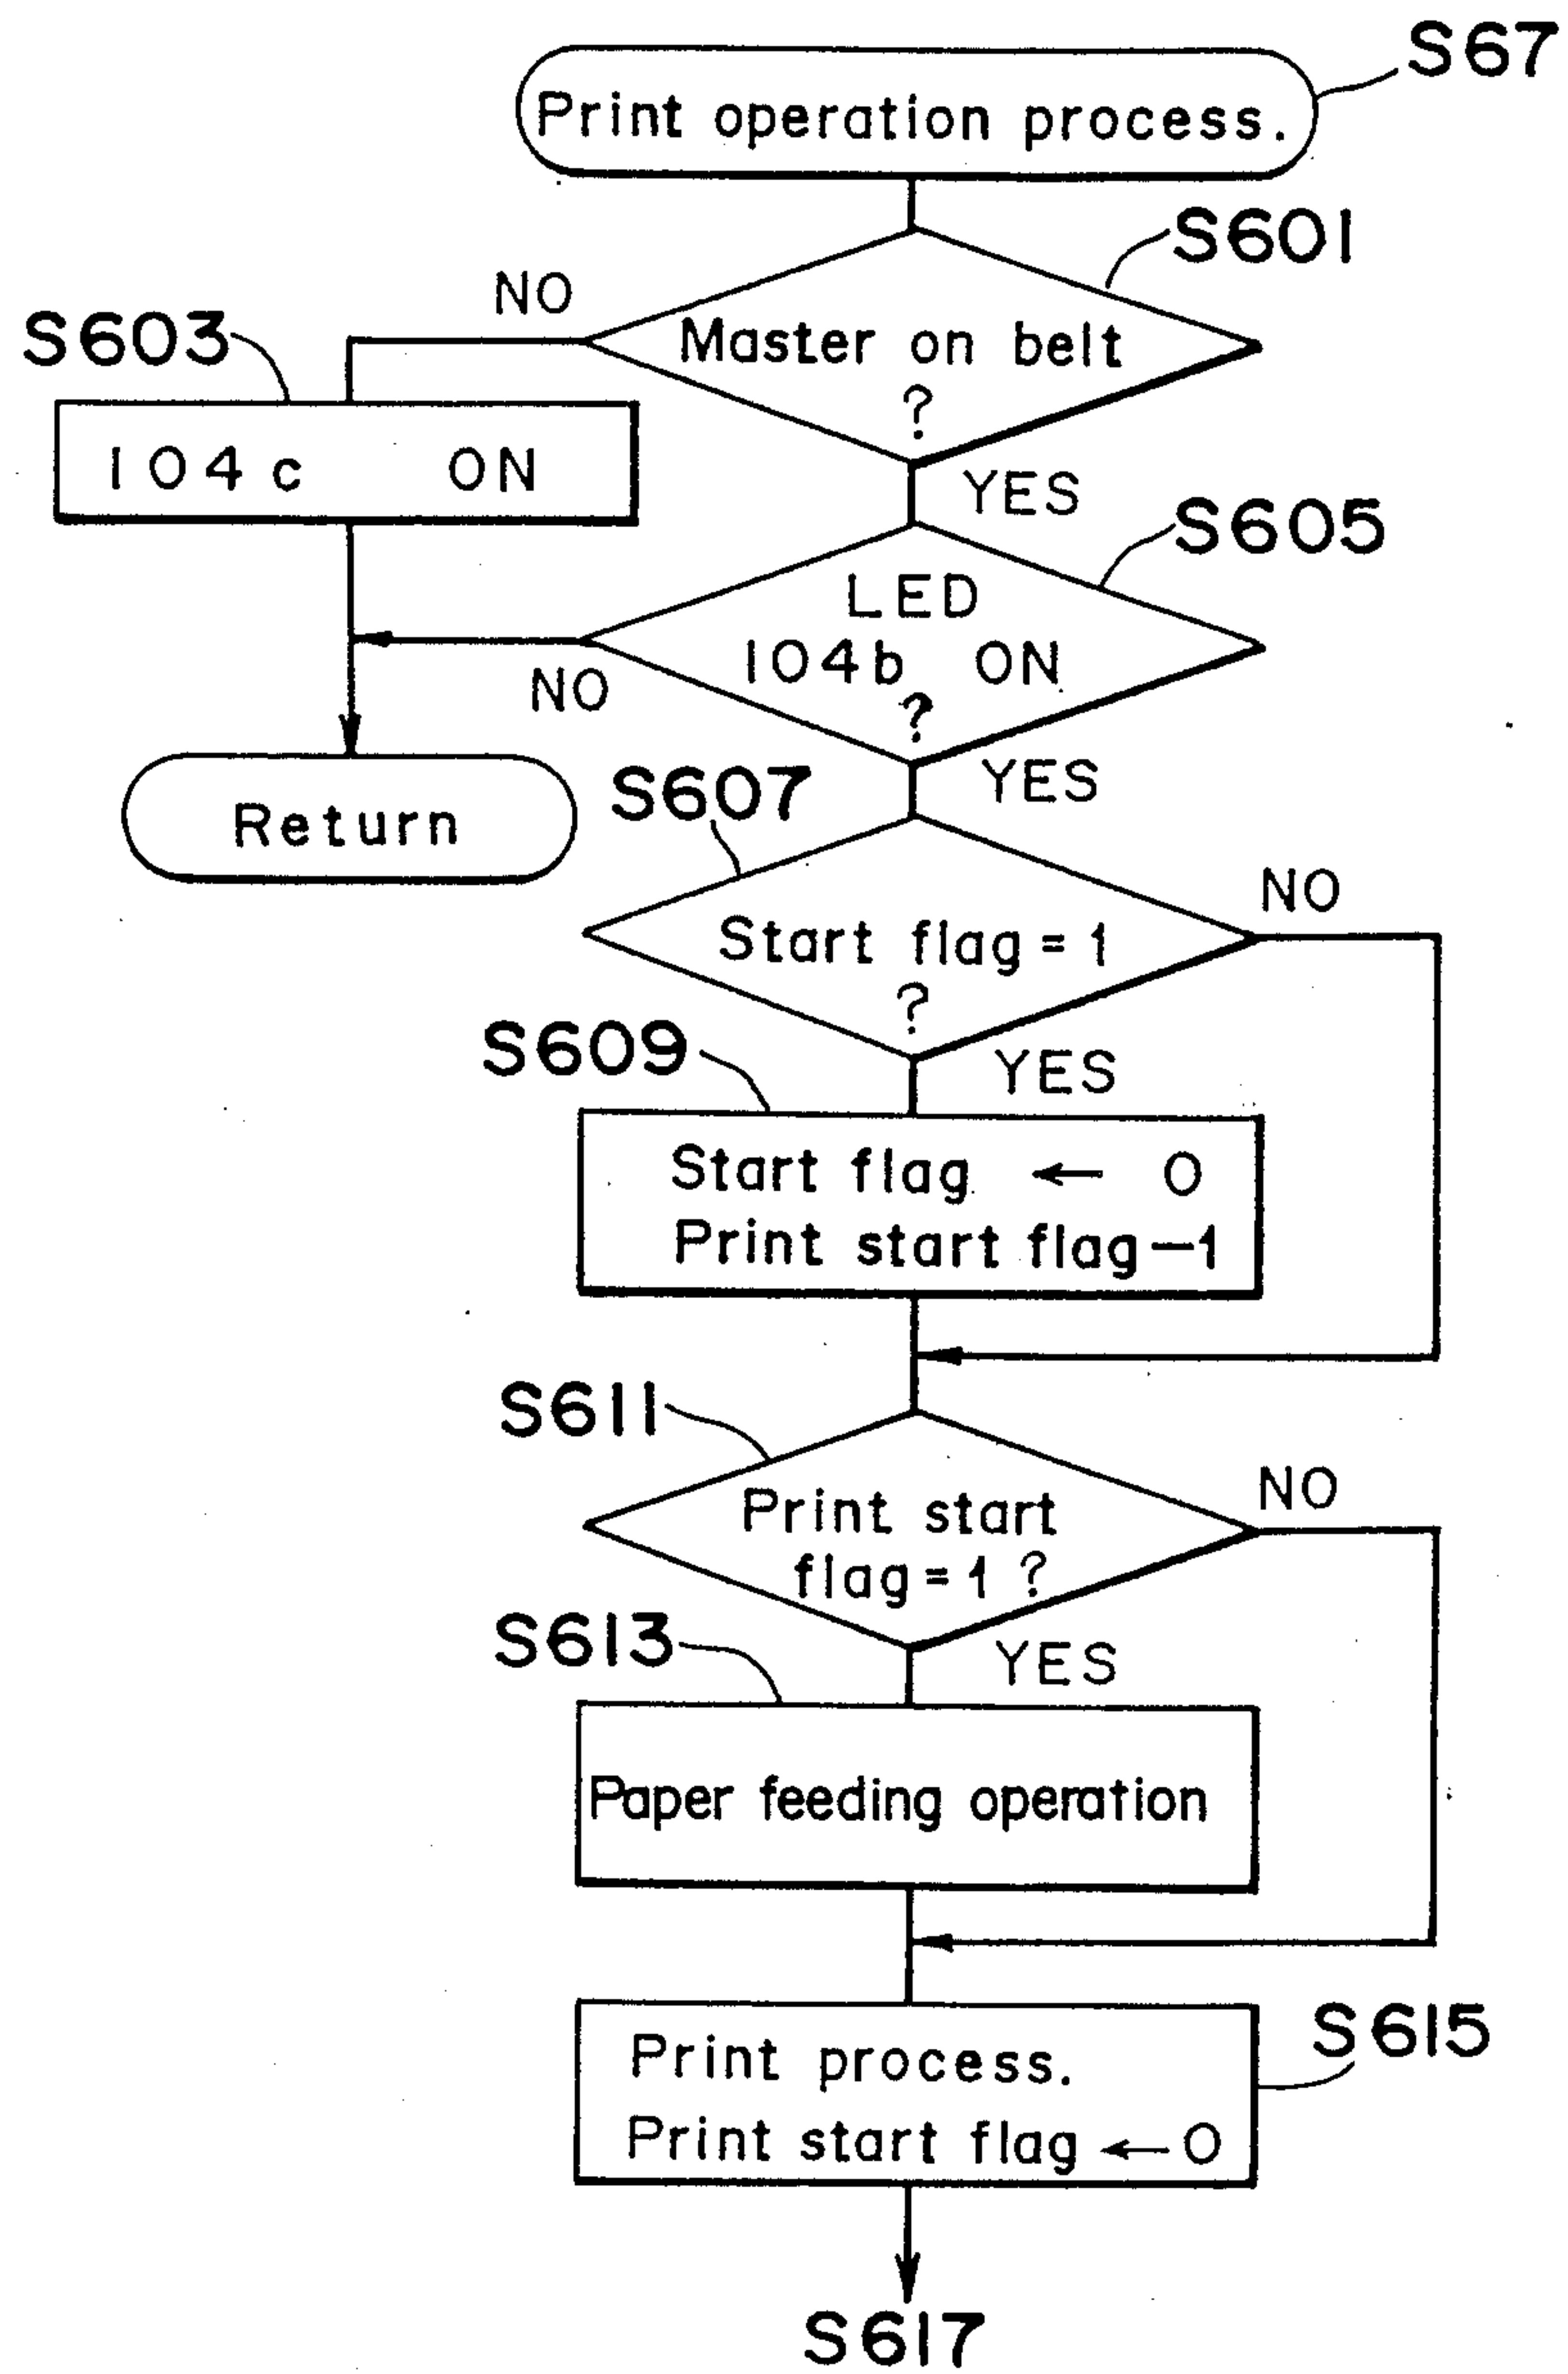 S67
Print operation process.
S601
NO
S603
Master on belt
?
104c ON
YES
S605
LED
104b ON
?
NO
YES
Return
S607
NO
Start flag = 1
?
S609
YES
Start flag ← 0
Print start flag—1
S611
NO
Print start
flag = 1 ?
S613
YES
Paper feeding operation
S615
Print process.
Print start flag ← 0
S617